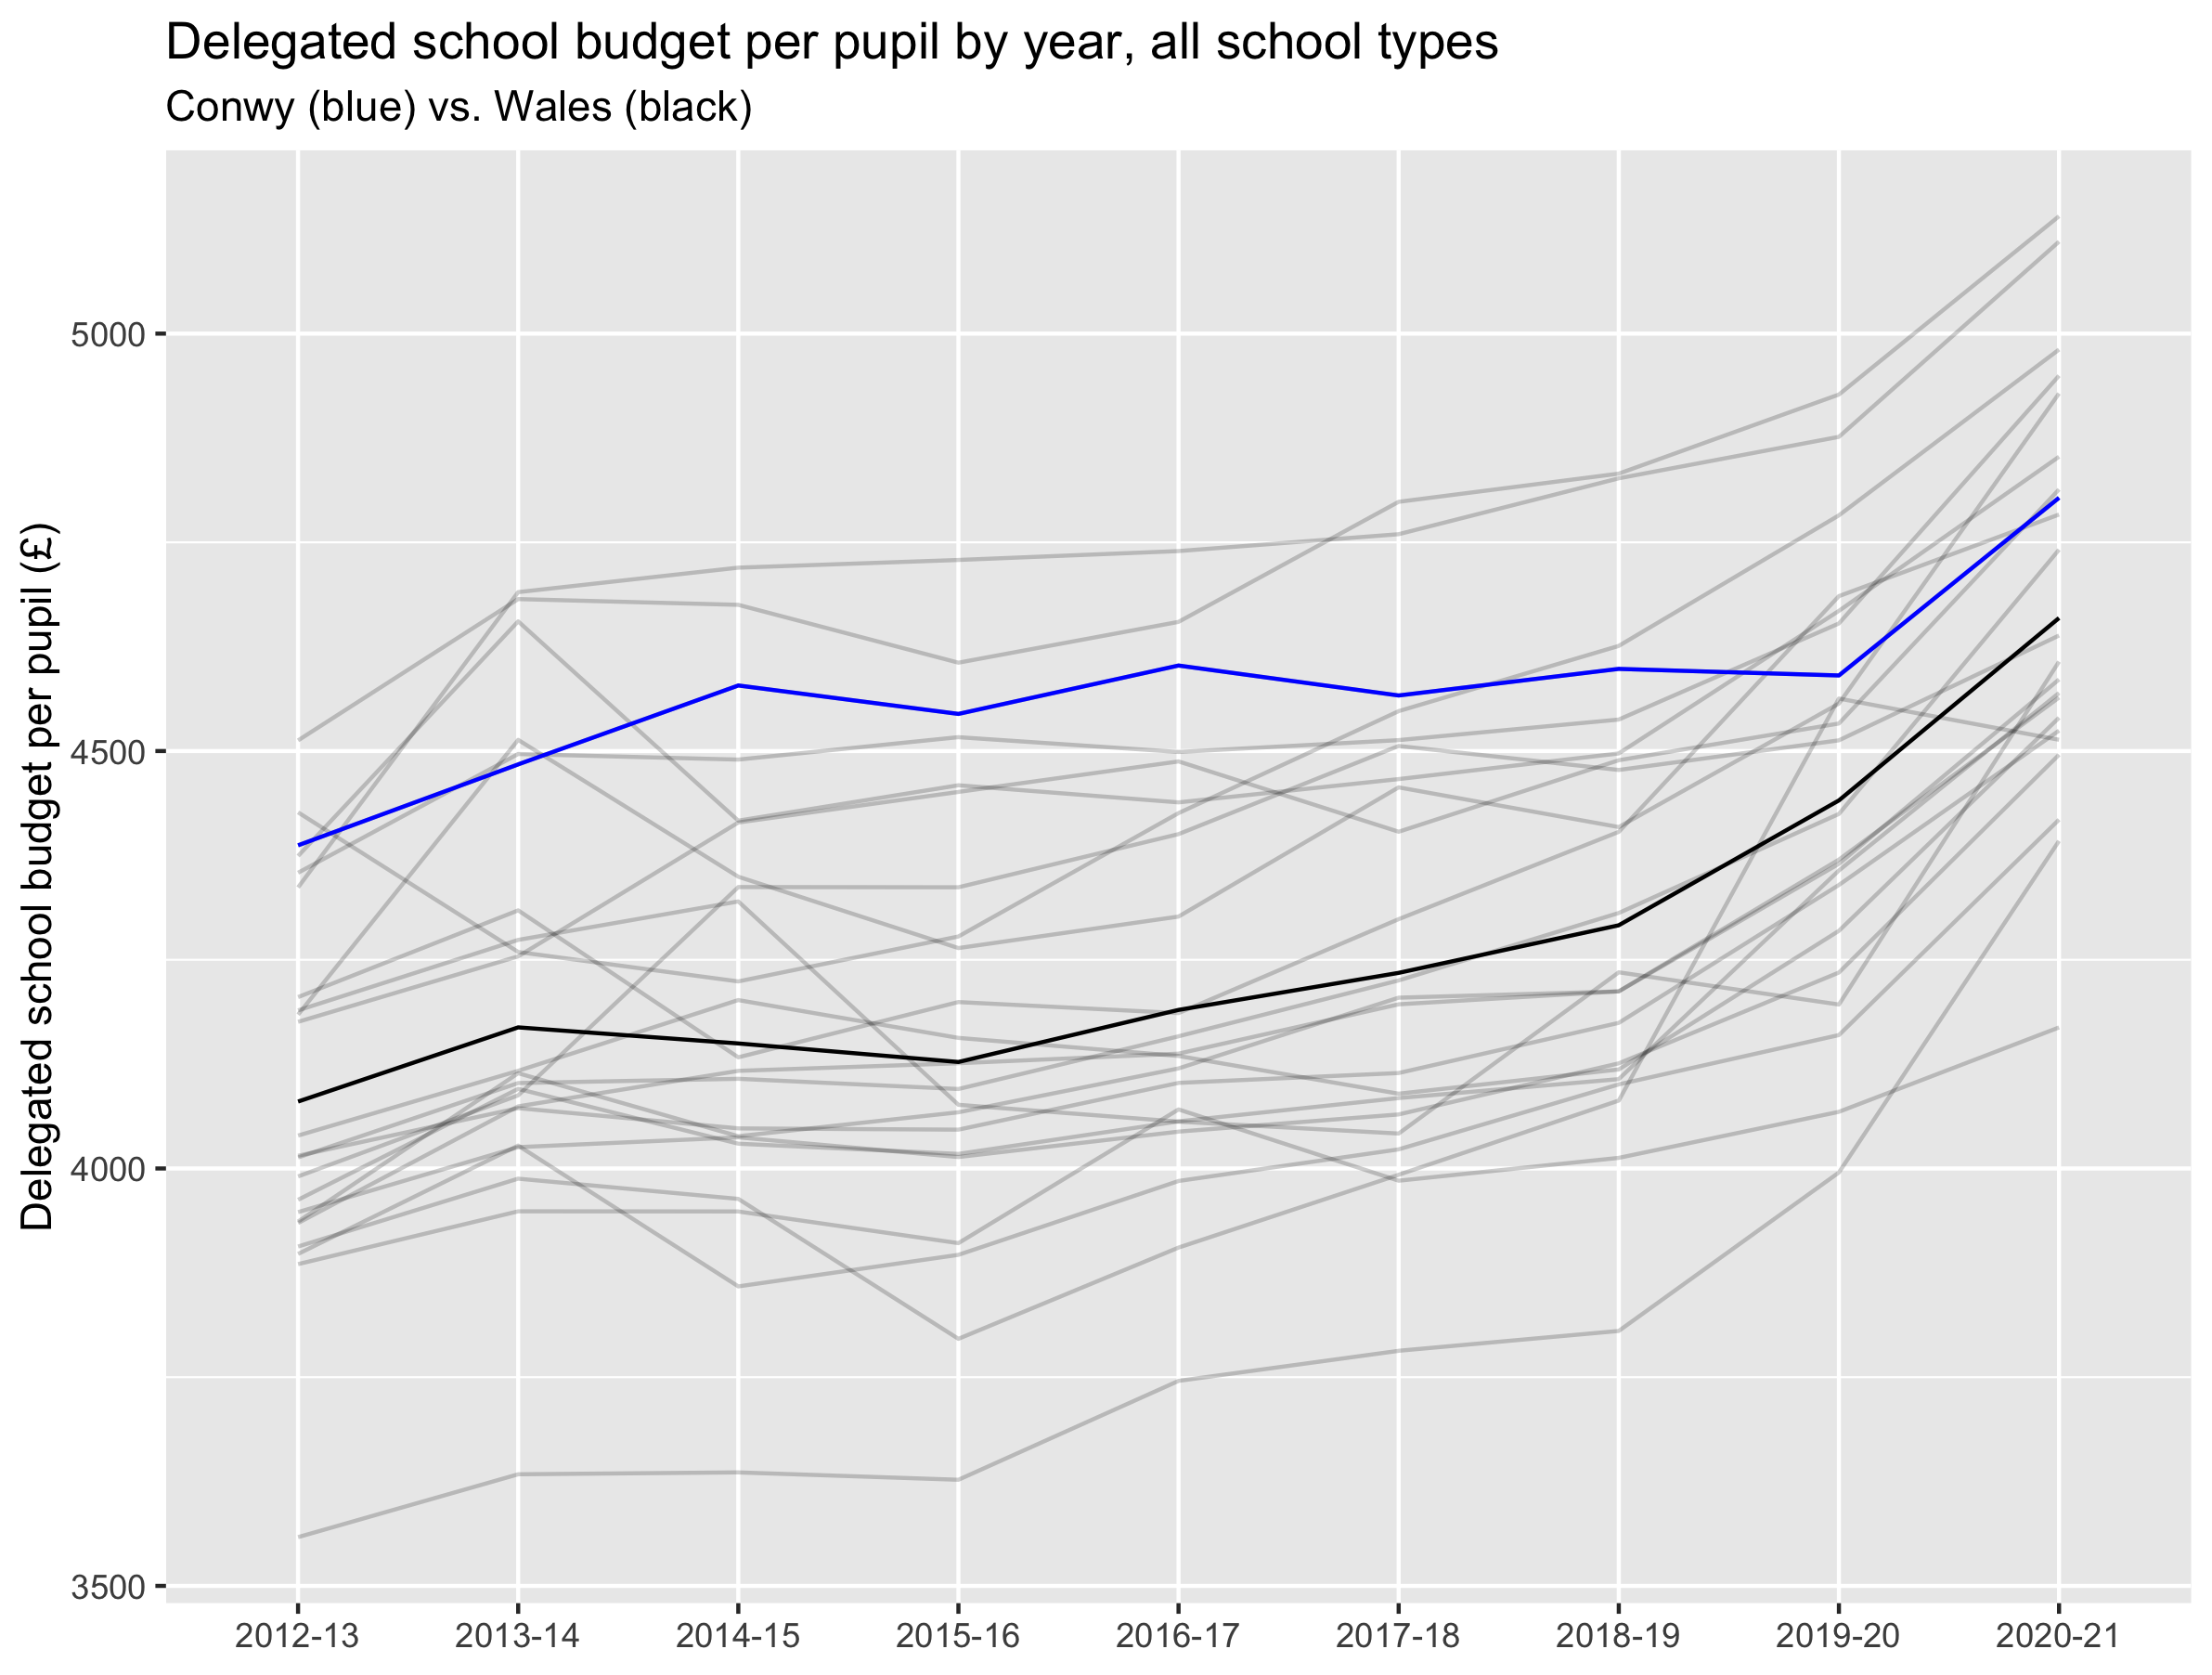 Delegated school budget per pupil by year, all school types
Conwy (blue) vs. Wales (black)
Delegated school budget per pupil (£)
5000
4500
4000
3500
2012-13 2013-14 2014-15 2015-16 2016-17 2017-18 2018-19 2019-20 2020-21